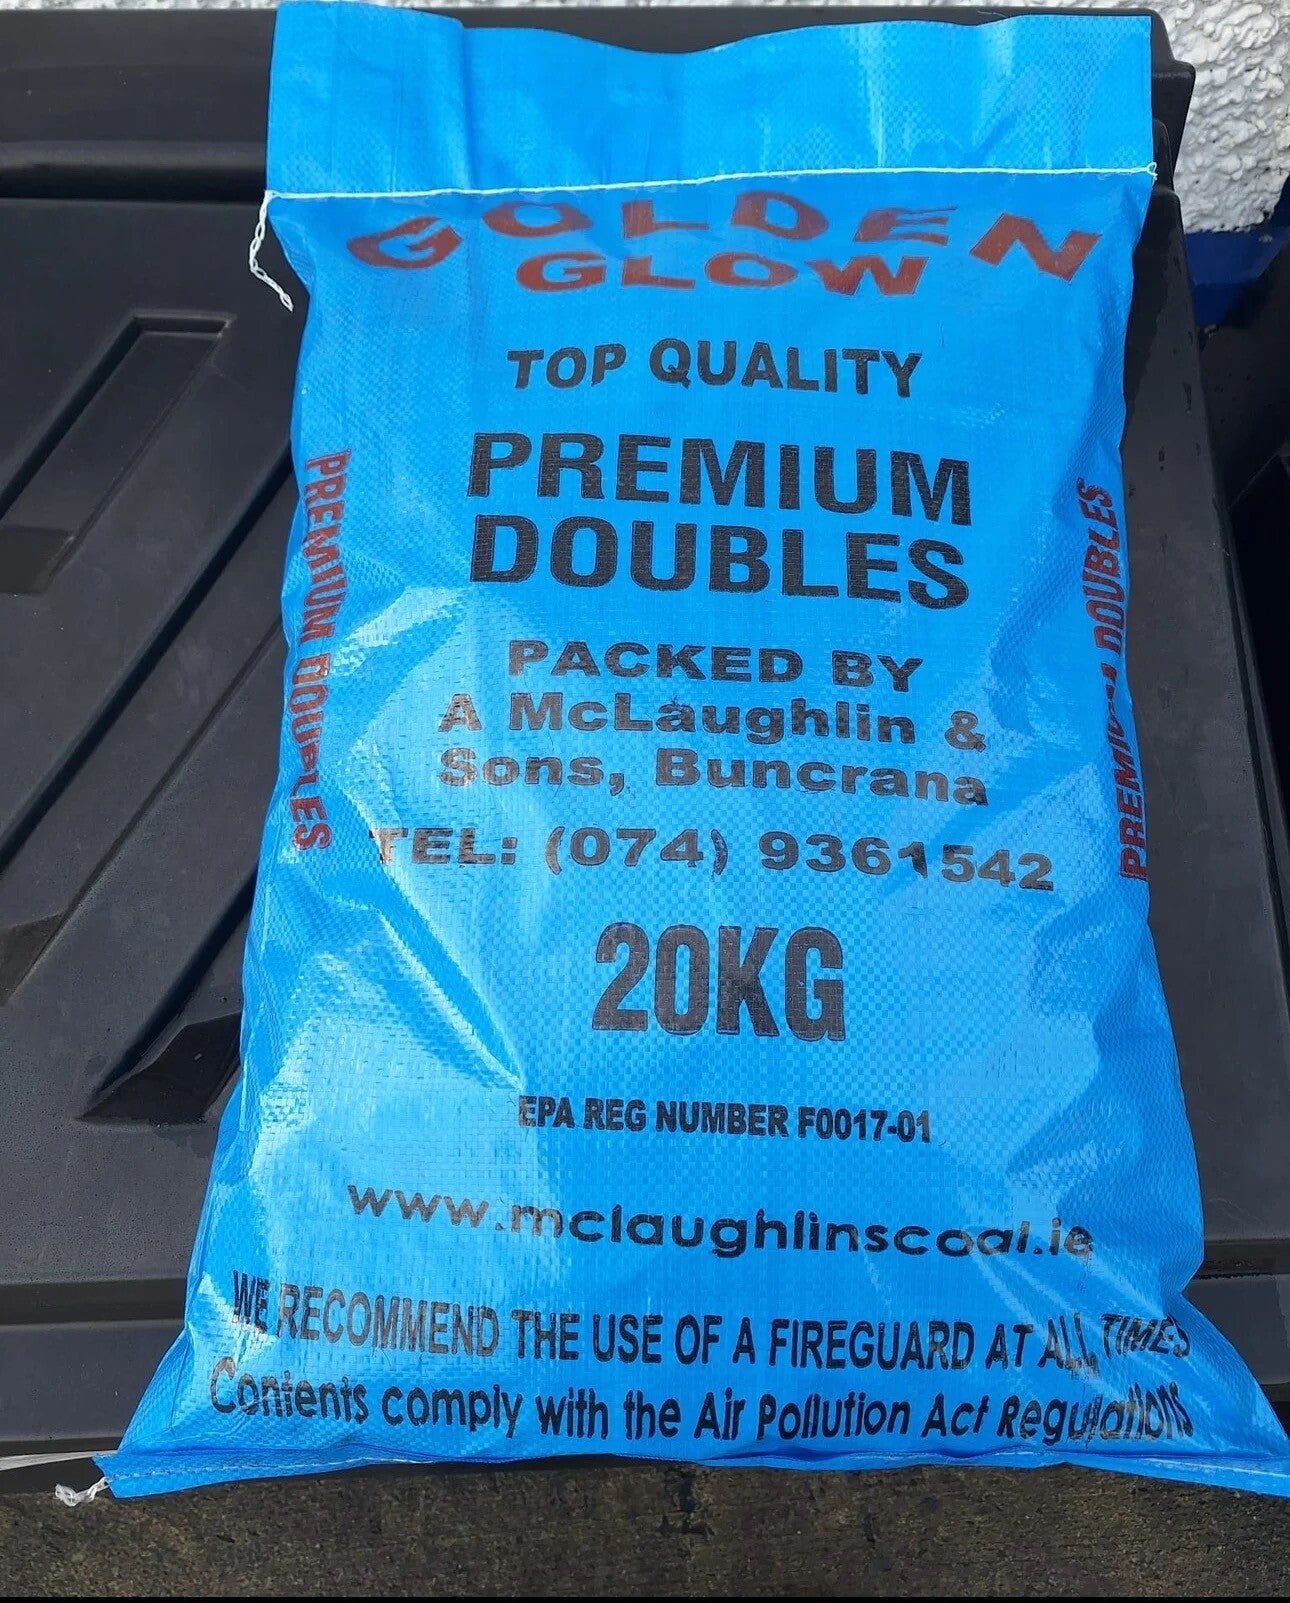 GOLDEN
GLOW
TOP QUALITY
PREMIUM
DOUBLES
PREMIUM DOUBLES
PREMIUM DOUBLES
PACKED BY
A McLaughlin &
Sons, Buncrana
TEL: (074) 9361542
20KG
EPA REG NUMBER F0017-01
www.mclaughlinscoal.ie
WE RECOMMEND THE USE OF A FIREGUARD AT ALL TIMES
Contents comply with the Air Pollution Act Regulations